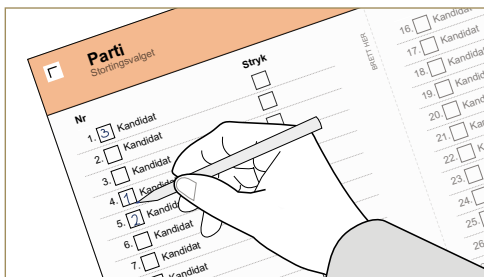 Parti
Stortingsvalget
Nr
Stryk
1. 3 Kandidat
2. Kandidat
3. Kandidat
4. 1 Kandidat
5. 2 Kandidat
6. Kandidat
7. Kandidat
Kandidat
BRETT HER
16. Kandidat
17. Kandidat
18. Kandidat
19. Kandidat
20. Kandidat
21. Kandidat
22.
23.
24.
25.
26